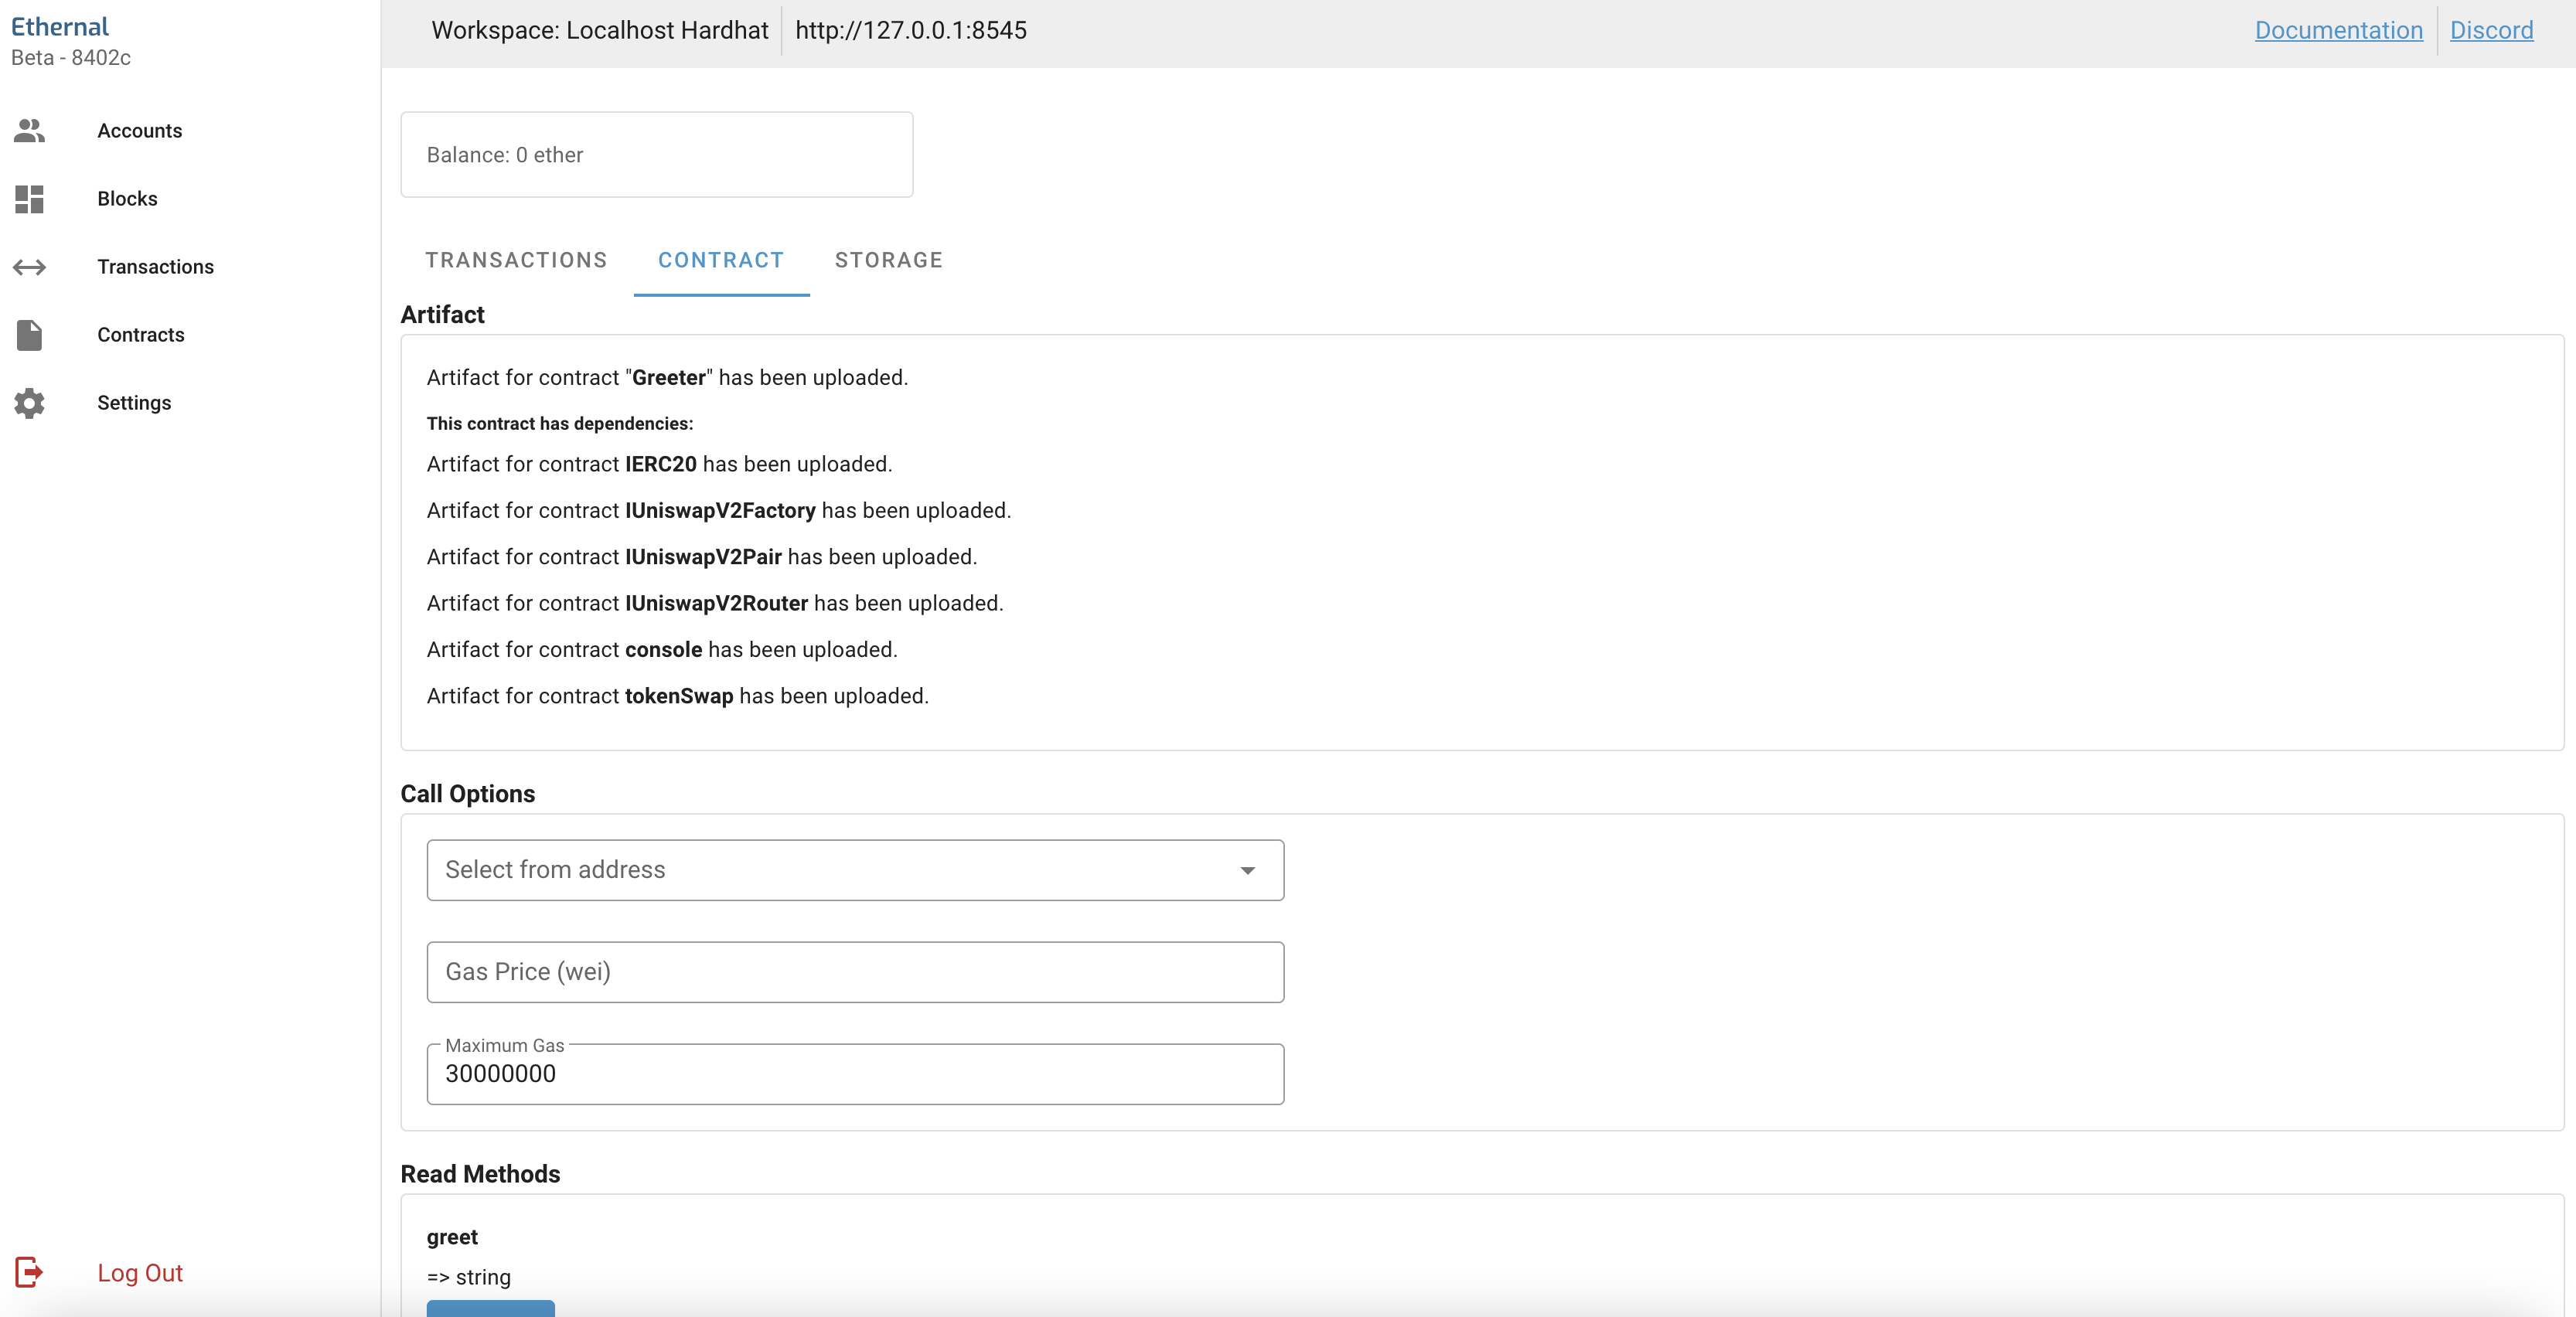 Ethernal
Beta - 8402c
Accounts
Blocks
Transactions
Contracts
Settings
Log Out
Workspace: Localhost Hardhat
http://127.0.0.1:8545
Documentation
Discord
Balance: 0 ether
TRANSACTIONS
CONTRACT
STORAGE
Artifact
Artifact for contract "Greeter" has been uploaded.
This contract has dependencies:
Artifact for contract IERC20 has been uploaded.
Artifact for contract IUniswapV2Factory has been uploaded.
Artifact for contract IUniswapV2Pair has been uploaded.
Artifact for contract IUniswapV2Router has been uploaded.
Artifact for contract console has been uploaded.
Artifact for contract tokenSwap has been uploaded.
Call Options
Select from address
Gas Price (wei)
Maximum Gas
30000000
Read Methods
greet
=> string